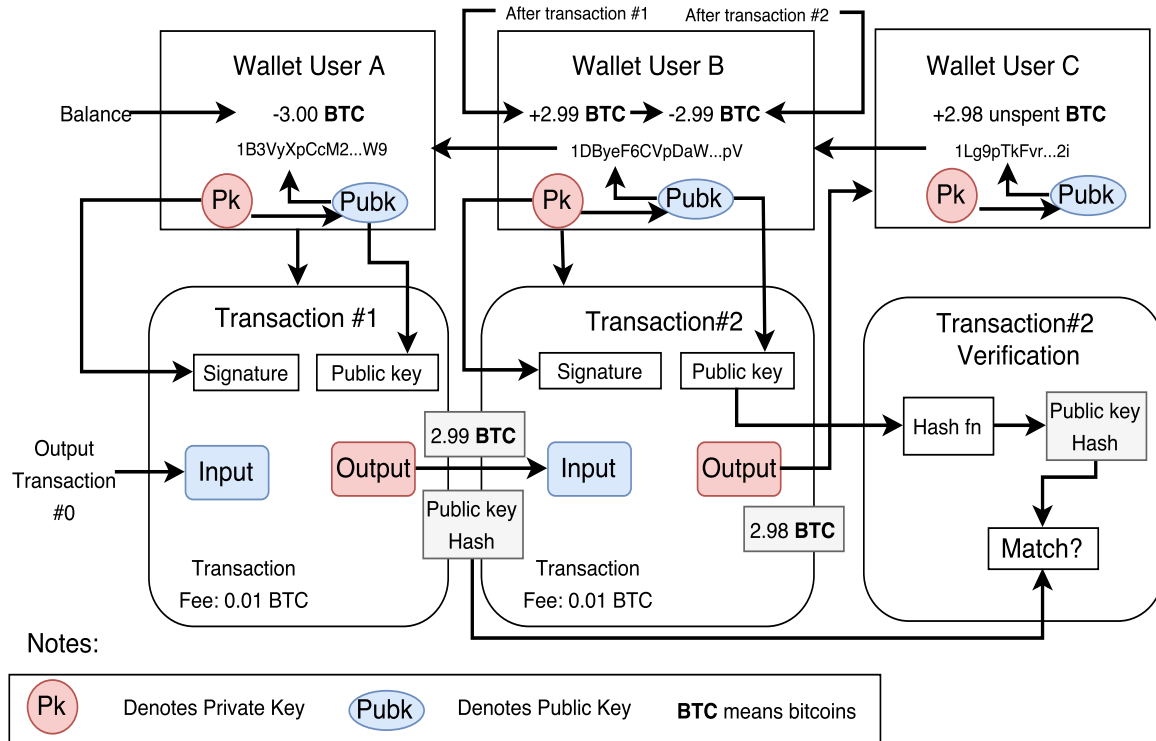 After transaction #1
After transaction #2
Wallet User A
Wallet User B
Wallet User C
Balance
-3.00 BTC
+2.99 BTC
-2.99 BTC
+2.98 unspent BTC
1B3VyXpCcM2...W9
1DByeF6CVpDaW...pV
1Lg9pTkFvr...2i
Pk
Pubk
Pk
Pubk
Pk
Pubk
Transaction #1
Signature
Public key
Output
Transaction
#0
Input
Output
2.99 BTC
Public key
Hash
Transaction
Fee: 0.01 BTC
Transaction#2
Signature
Public key
Input
Output
2.98 BTC
Transaction
Fee: 0.01 BTC
Transaction#2
Verification
Hash fn
Public key
Hash
Match?
Notes:
Pk
Denotes Private Key
Pubk
Denotes Public Key
BTC means bitcoins